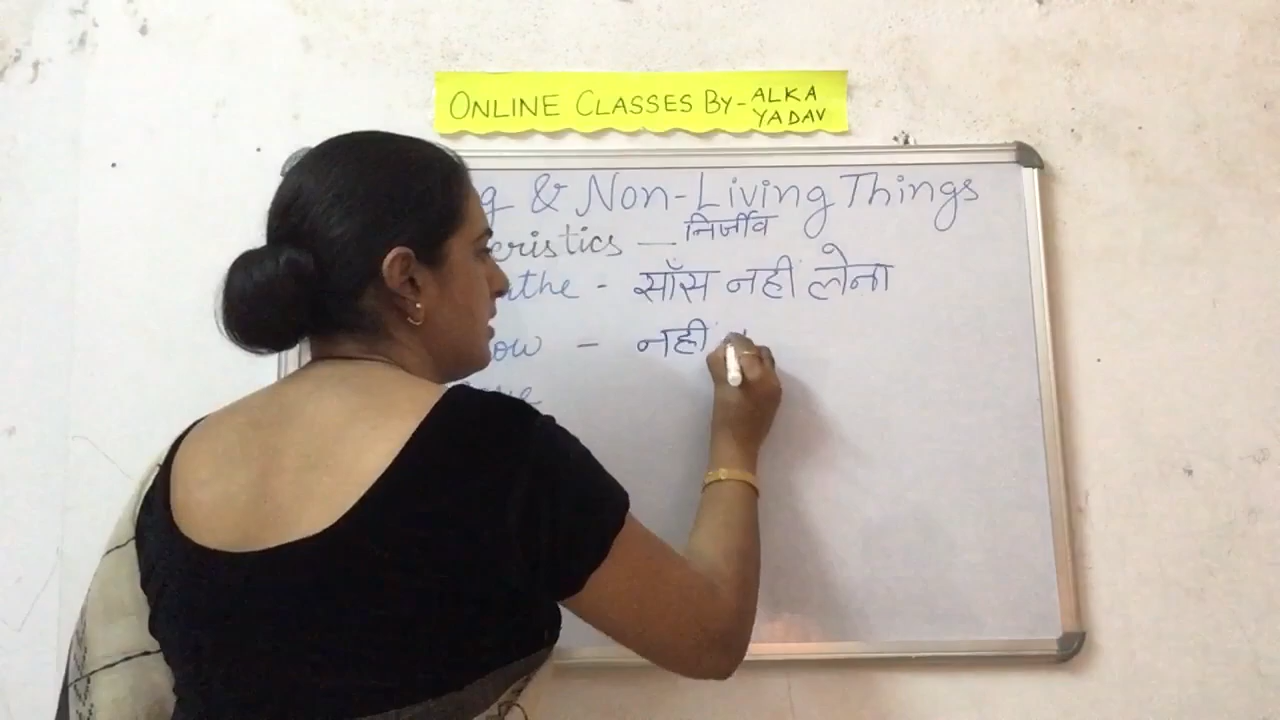 ONLINE CLASSES BY - ALKA YADAV
& Non-Living Things
निर्जीव
eristics —
athe - साँस नहीं लेना
ow - नहीं